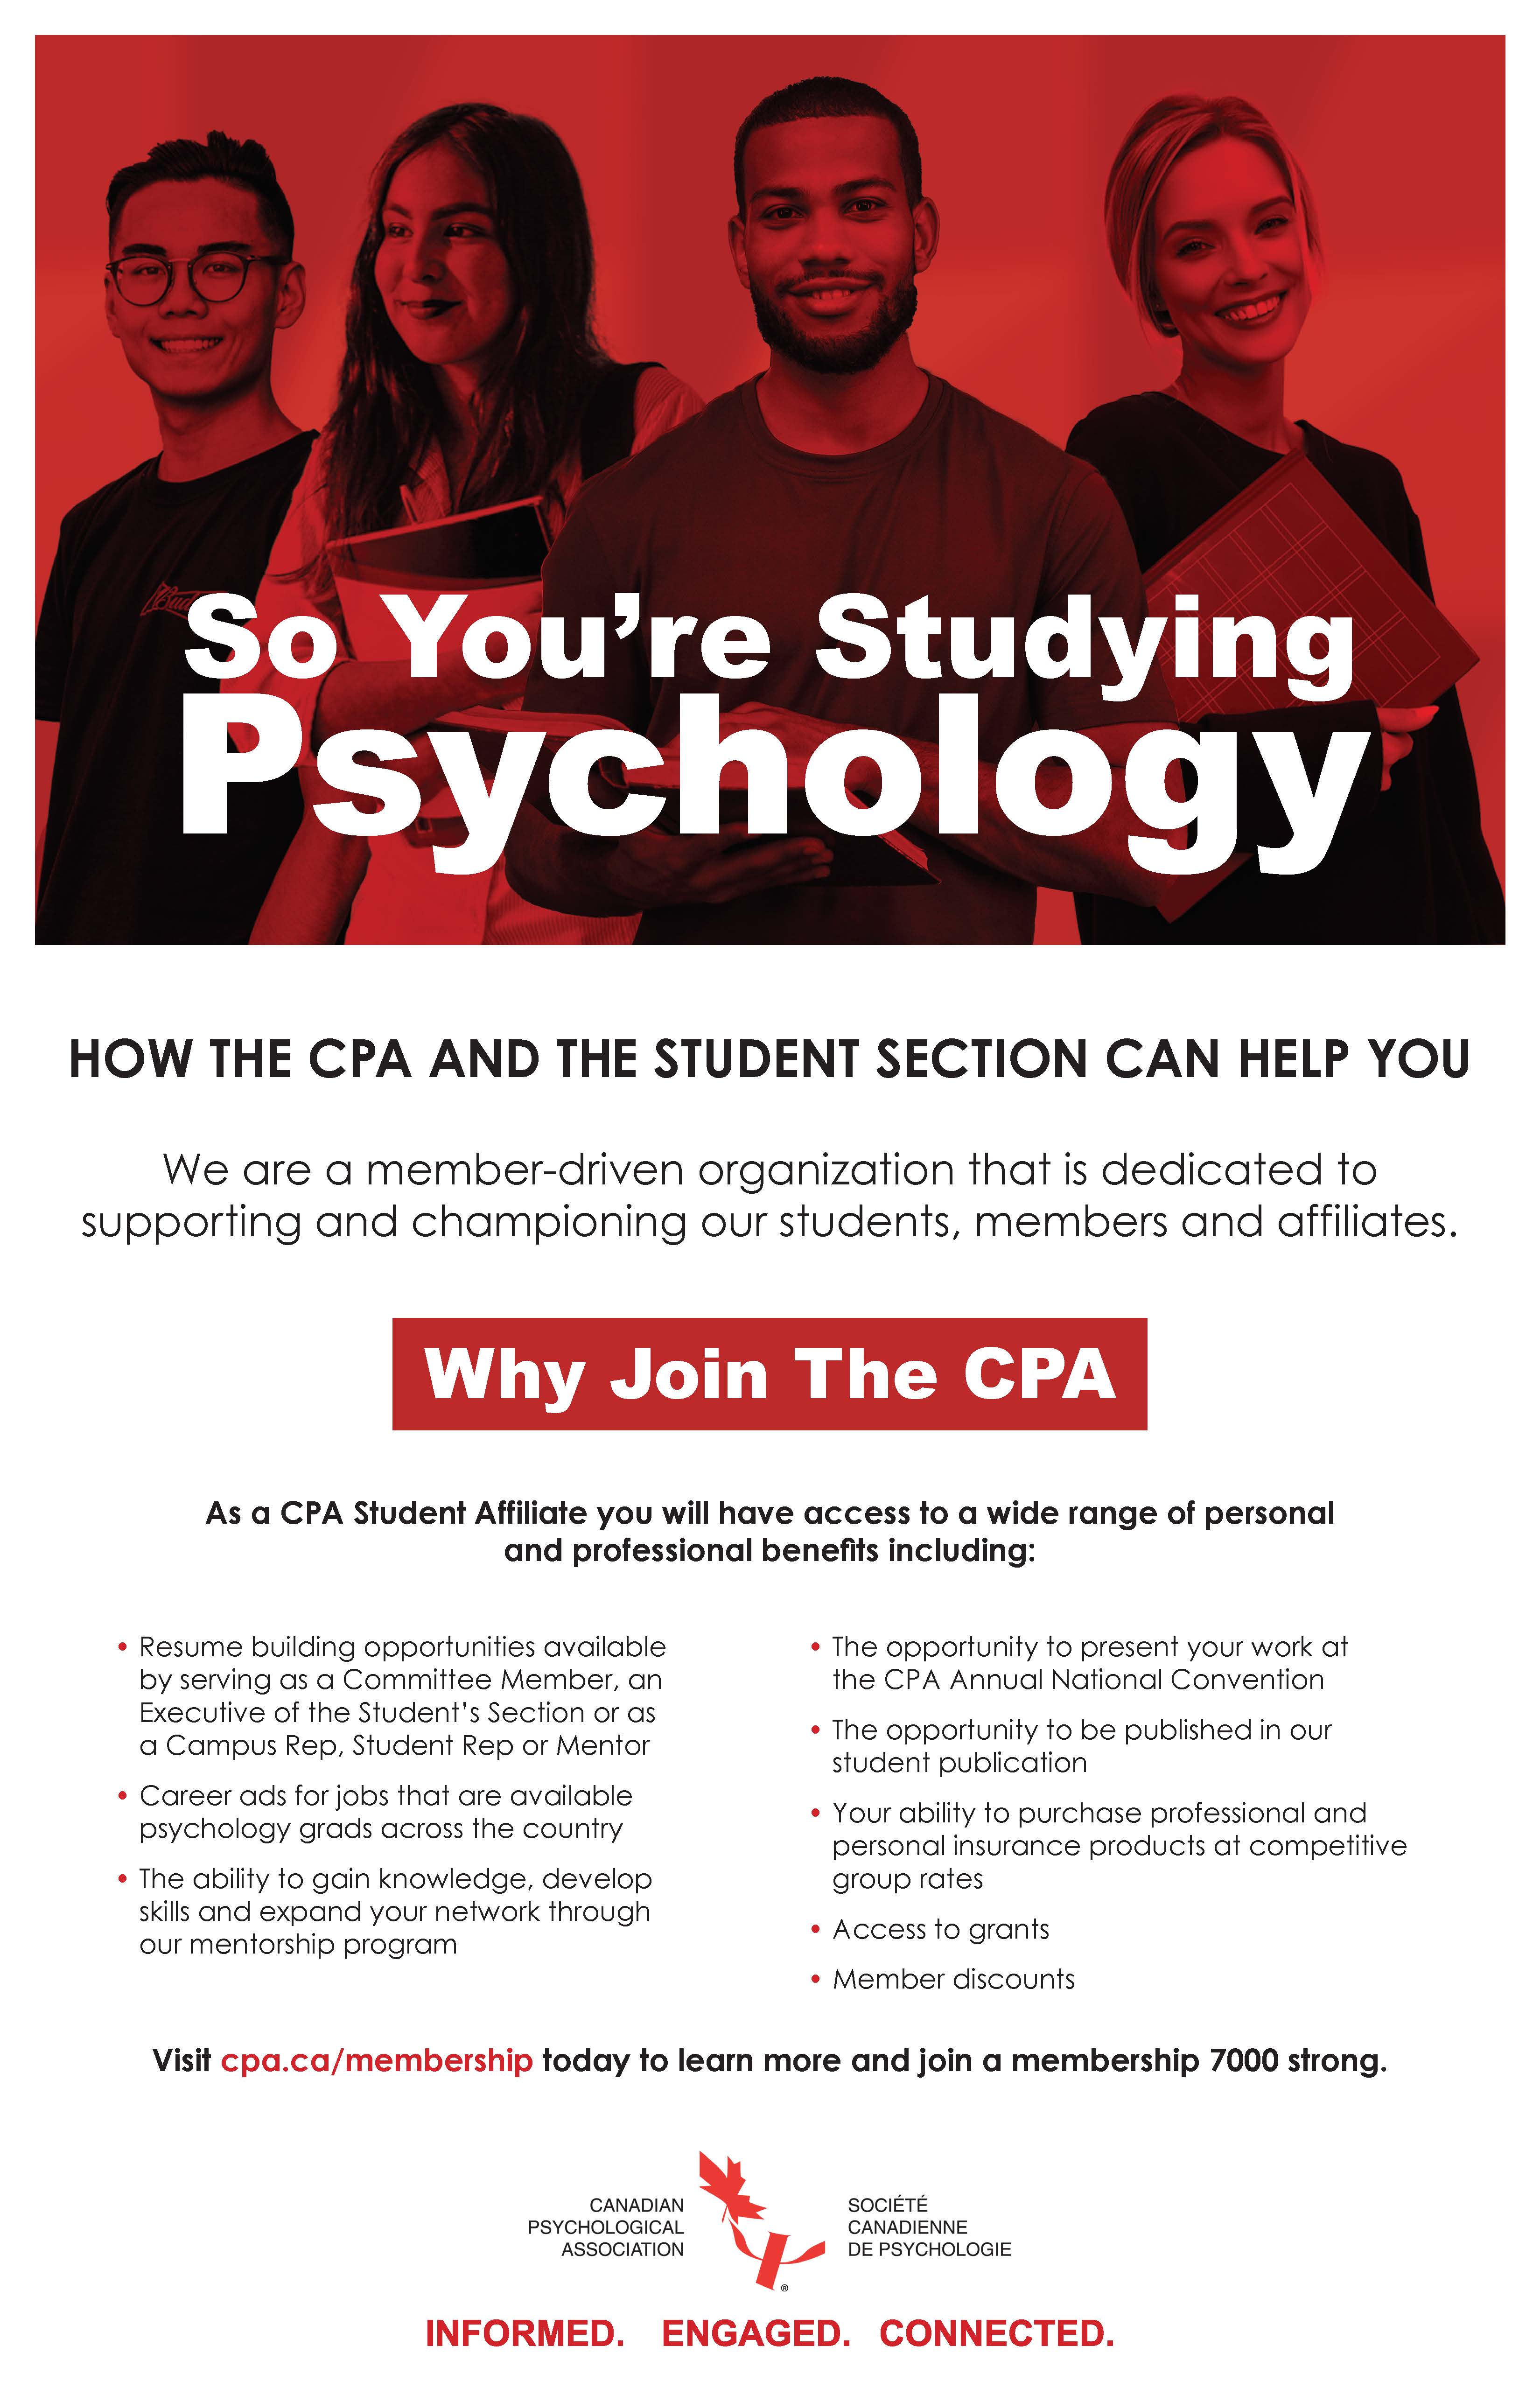 So You’re Studying
Psychology
HOW THE CPA AND THE STUDENT SECTION CAN HELP YOU
We are a member-driven organization that is dedicated to
supporting and championing our students, members and affiliates.
Why Join The CPA
As a CPA Student Affiliate you will have access to a wide range of personal
and professional benefits including:
• Resume building opportunities available
by serving as a Committee Member, an
Executive of the Student’s Section or as
a Campus Rep, Student Rep or Mentor
• Career ads for jobs that are available
psychology grads across the country
• The ability to gain knowledge, develop
skills and expand your network through
our mentorship program
• The opportunity to present your work at
the CPA Annual National Convention
• The opportunity to be published in our
student publication
• Your ability to purchase professional and
personal insurance products at competitive
group rates
• Access to grants
• Member discounts
Visit cpa.ca/membership today to learn more and join a membership 7000 strong.
CANADIAN
PSYCHOLOGICAL
ASSOCIATION
SOCIÉTÉ
CANADIENNE
DE PSYCHOLOGIE
®
INFORMED. ENGAGED. CONNECTED.